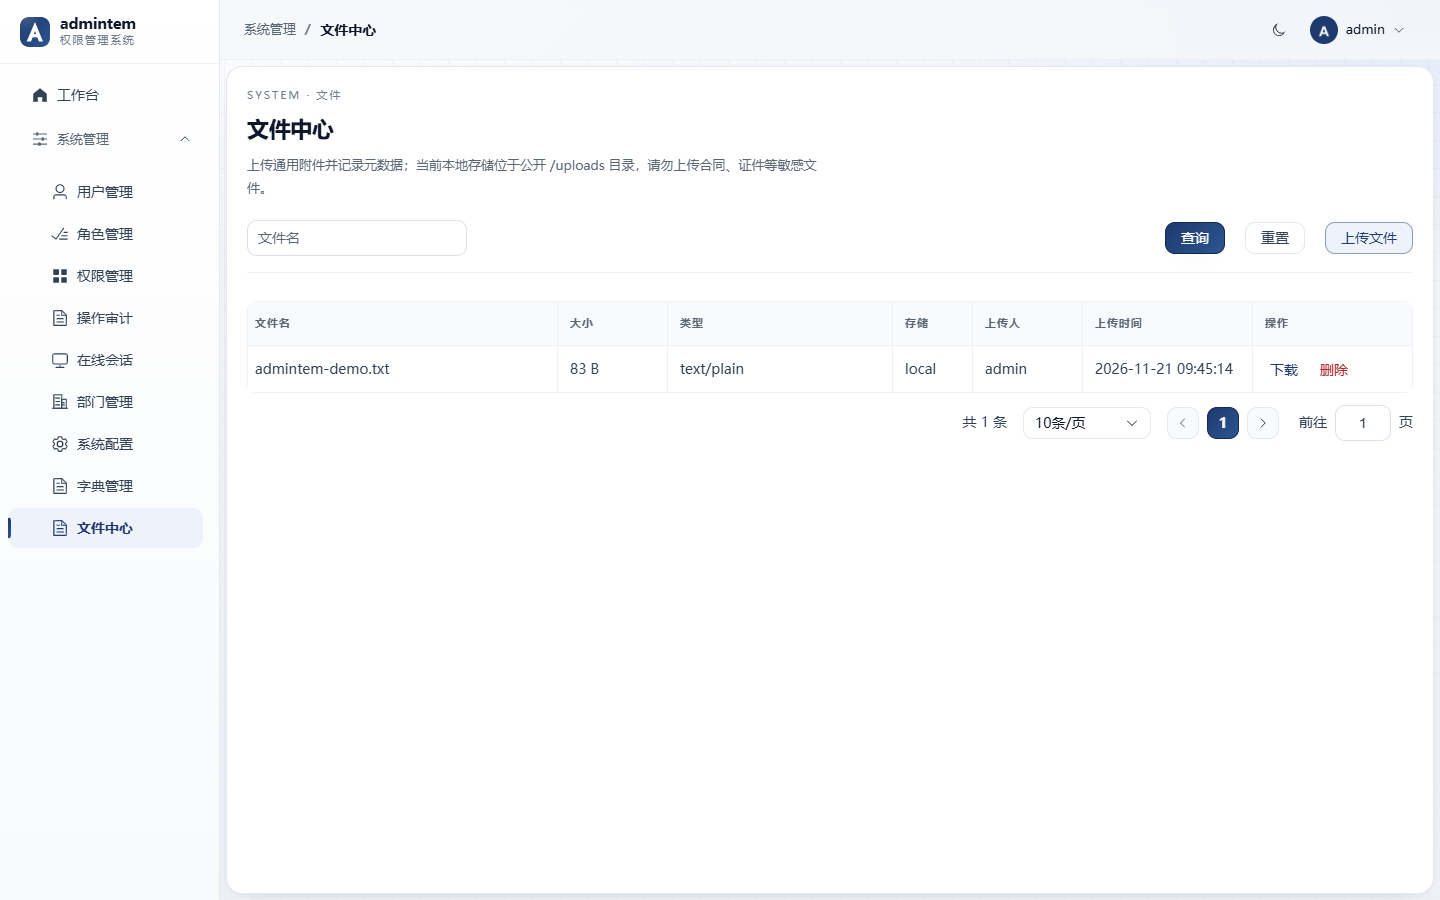 A admintem
权限管理系统
系统管理 / 文件中心
A admin
工作台
系统管理
用户管理
角色管理
权限管理
操作审计
在线会话
部门管理
系统配置
字典管理
文件中心
SYSTEM · 文件
文件中心
上传通用附件并记录元数据；当前本地存储位于公开 /uploads 目录，请勿上传合同、证件等敏感文
件。
文件名 查询 重置 上传文件
文件名 大小 类型 存储 上传人 上传时间 操作
admintem-demo.txt 83 B text/plain local admin 2026-11-21 09:45:14 下载 删除
共 1 条 10条/页 1 前往 1 页